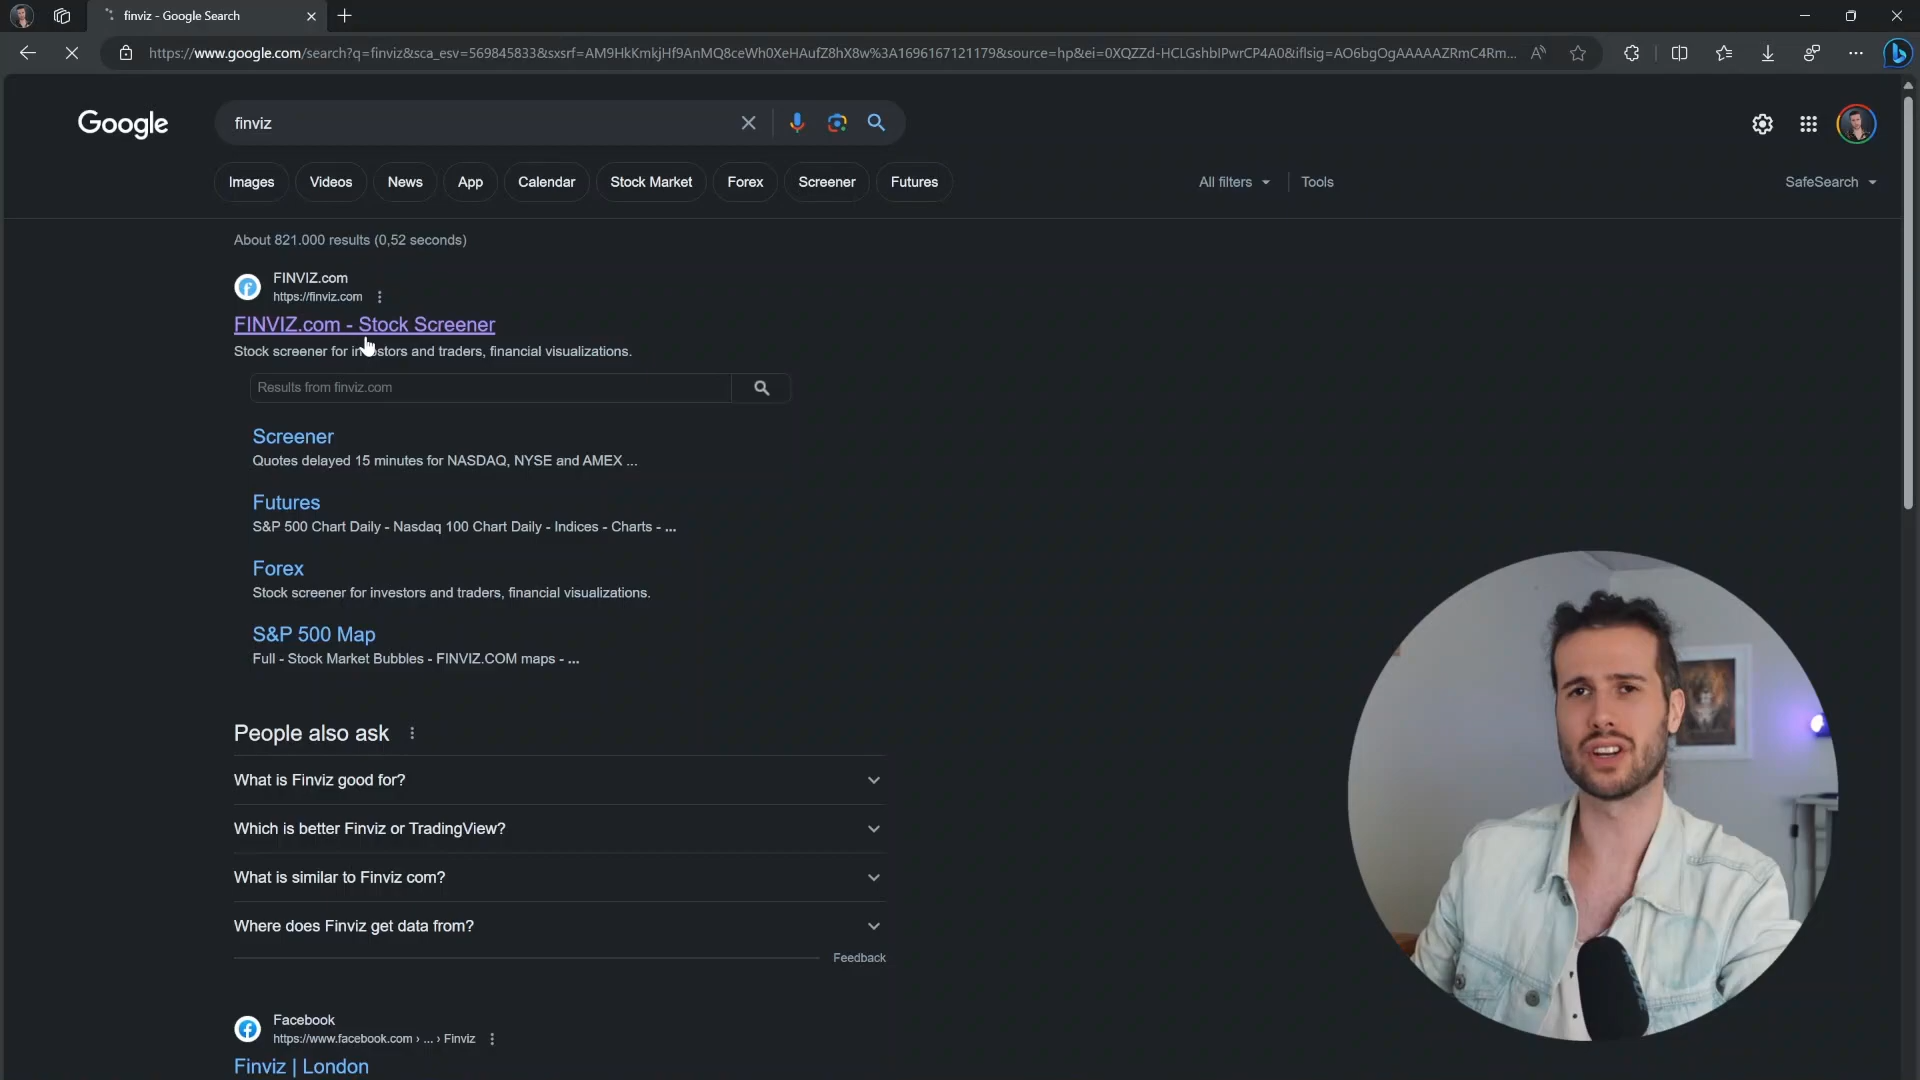 finviz - Google Search
https://www.google.com/search?q=finviz&sca_esv=569845833&sxsrf=AM9HkKmkjHf9AnMQ8ceWh0XeHAufZ8hX8w%3A1696167121179&source=hp&ei=0XQZZd-HCLGshbIPwrCP4A0&iflsig=AO6bgOgAAAAAZRmC4Rm...
Google
finviz
Images Videos News App Calendar Stock Market Forex Screener Futures All filters Tools SafeSearch
About 821.000 results (0,52 seconds)
FINVIZ.com
https://finviz.com
FINVIZ.com - Stock Screener
Stock screener for investors and traders, financial visualizations.
Results from finviz.com
Screener
Quotes delayed 15 minutes for NASDAQ, NYSE and AMEX ...
Futures
S&P 500 Chart Daily - Nasdaq 100 Chart Daily - Indices - Charts - ...
Forex
Stock screener for investors and traders, financial visualizations.
S&P 500 Map
Full - Stock Market Bubbles - FINVIZ.COM maps - ...
People also ask
What is Finviz good for?
Which is better Finviz or TradingView?
What is similar to Finviz com?
Where does Finviz get data from?
Feedback
Facebook
https://www.facebook.com › ... › Finviz
Finviz | London